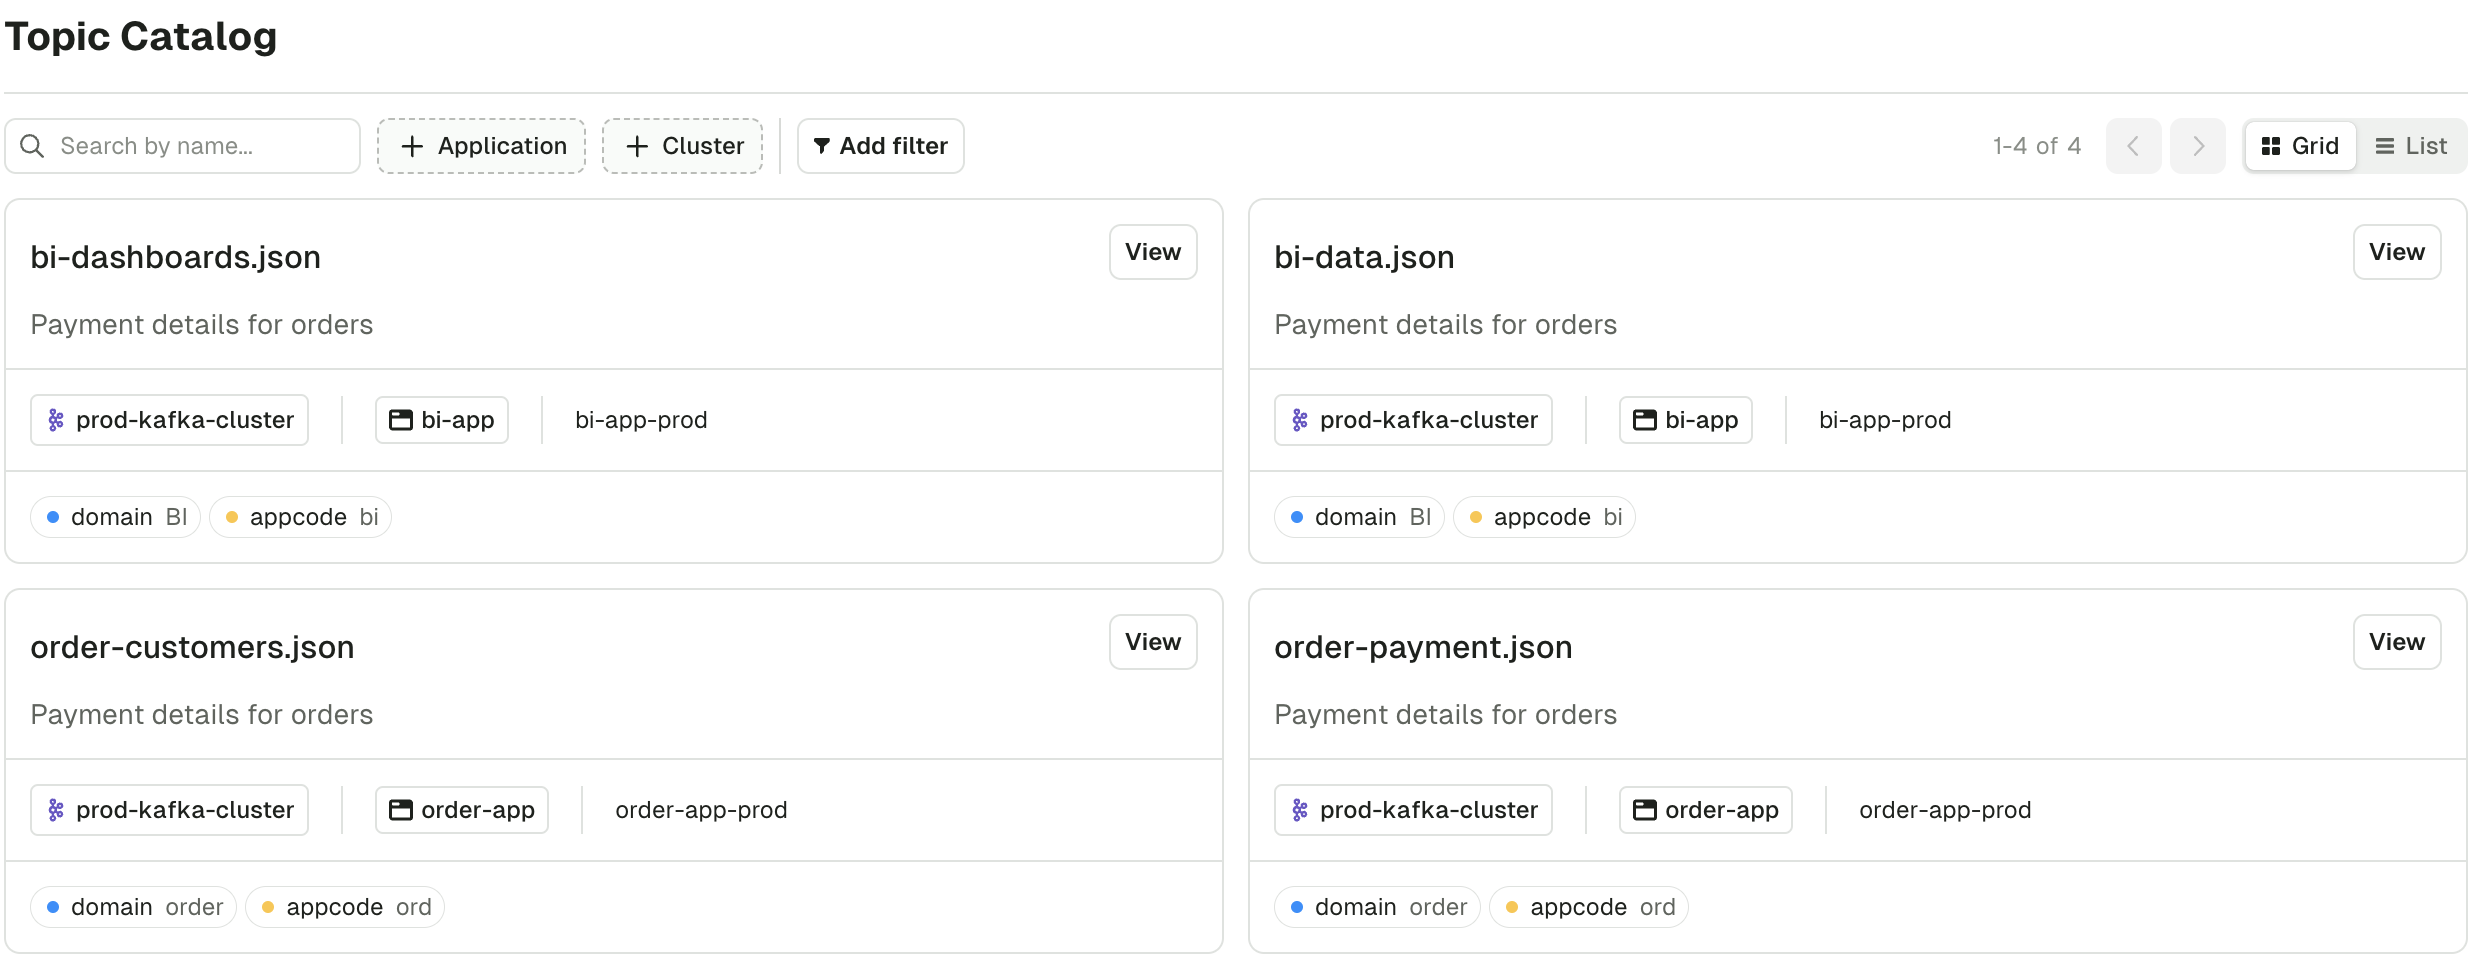 Topic Catalog
Search by name...
Application
Cluster
Add filter
1-4 of 4
Grid
List
bi-dashboards.json
View
Payment details for orders
prod-kafka-cluster
bi-app
bi-app-prod
domain BI
appcode bi
bi-data.json
View
Payment details for orders
prod-kafka-cluster
bi-app
bi-app-prod
domain BI
appcode bi
order-customers.json
View
Payment details for orders
prod-kafka-cluster
order-app
order-app-prod
domain order
appcode ord
order-payment.json
View
Payment details for orders
prod-kafka-cluster
order-app
order-app-prod
domain order
appcode ord